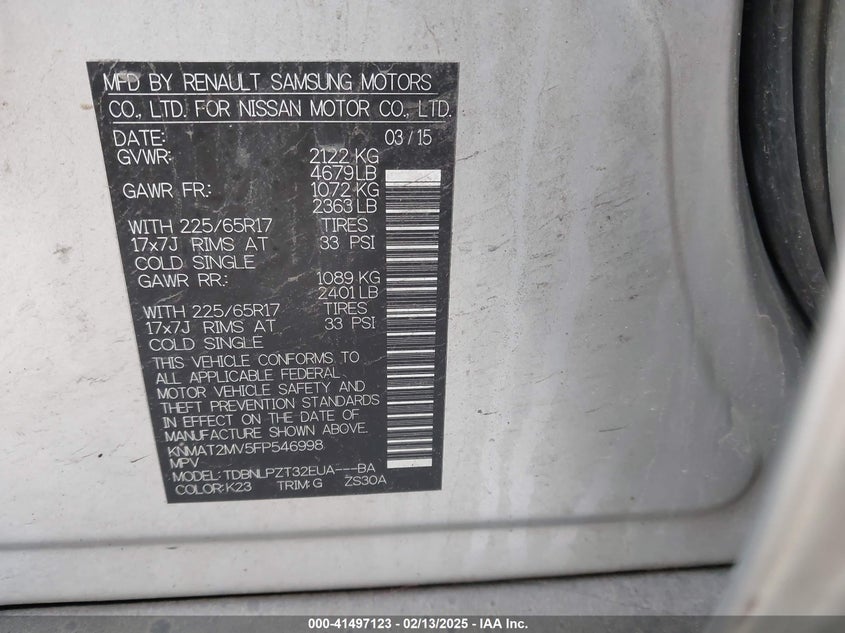 MFD BY RENAULT SAMSUNG MOTORS
CO., LTD. FOR NISSAN MOTOR CO., LTD.
DATE: 03/15
GVWR: 2122 KG
4679LB
GAWR FR.: 1072 KG
2363 LB
WITH 225/65R17 TIRES
17x7J RIMS AT 33 PSI
COLD SINGLE
GAWR RR.: 1089 KG
2401 LB
WITH 225/65R17 TIRES
17x7J RIMS AT 33 PSI
COLD SINGLE
THIS VEHICLE CONFORMS TO
ALL APPLICABLE FEDERAL
MOTOR VEHICLE SAFETY AND
THEFT PREVENTION STANDARDS
IN EFFECT ON THE DATE OF
MANUFACTURE SHOWN ABOVE.
KNMAT2MV5FP546998
MPV
MODEL: TDBNLPZT32EUA---BA
COLOR: K23 TRIM: G ZS30A
000-41497123 - 02/13/2025 - IAA Inc.